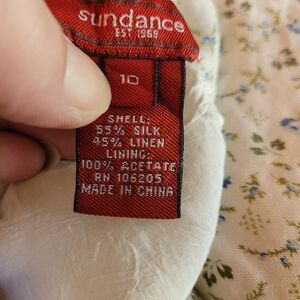 sundance
EST 1969
10
SHELL:
55% SILK
45% LINEN
LINING:
100% ACETATE
RN 106205
MADE IN CHINA